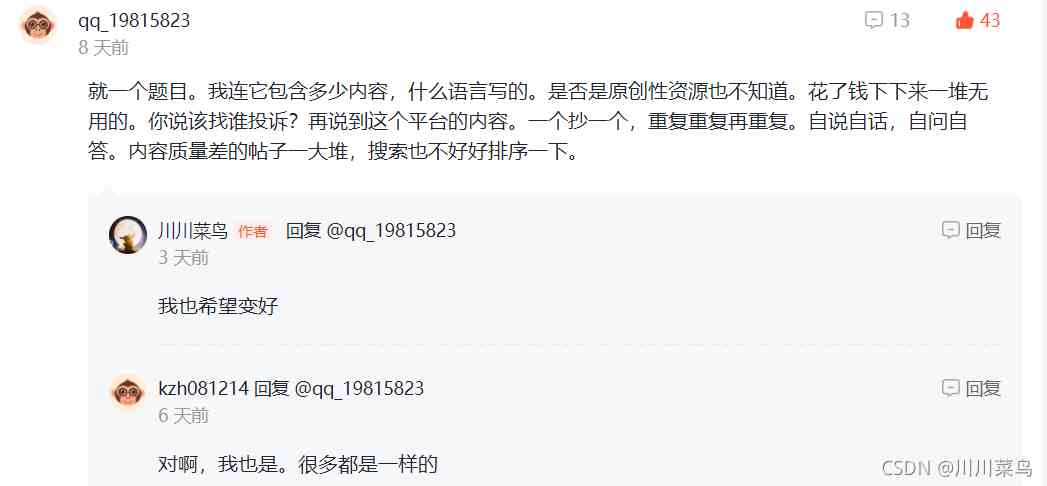 qq_19815823 13 43
8 天前
就一个题目。我连它包含多少内容，什么语言写的。是否是原创性资源也不知道。花了钱下下来一堆无
用的。你说该找谁投诉？再说到这个平台的内容。一个抄一个，重复重复再重复。自说自话，自问自
答。内容质量差的帖子一大堆，搜索也不好好排序一下。
川川菜鸟 作者 回复 @qq_19815823 回复
3 天前
我也希望变好
kzh081214 回复 @qq_19815823 回复
6 天前
对啊，我也是。很多都是一样的
CSDN @川川菜鸟